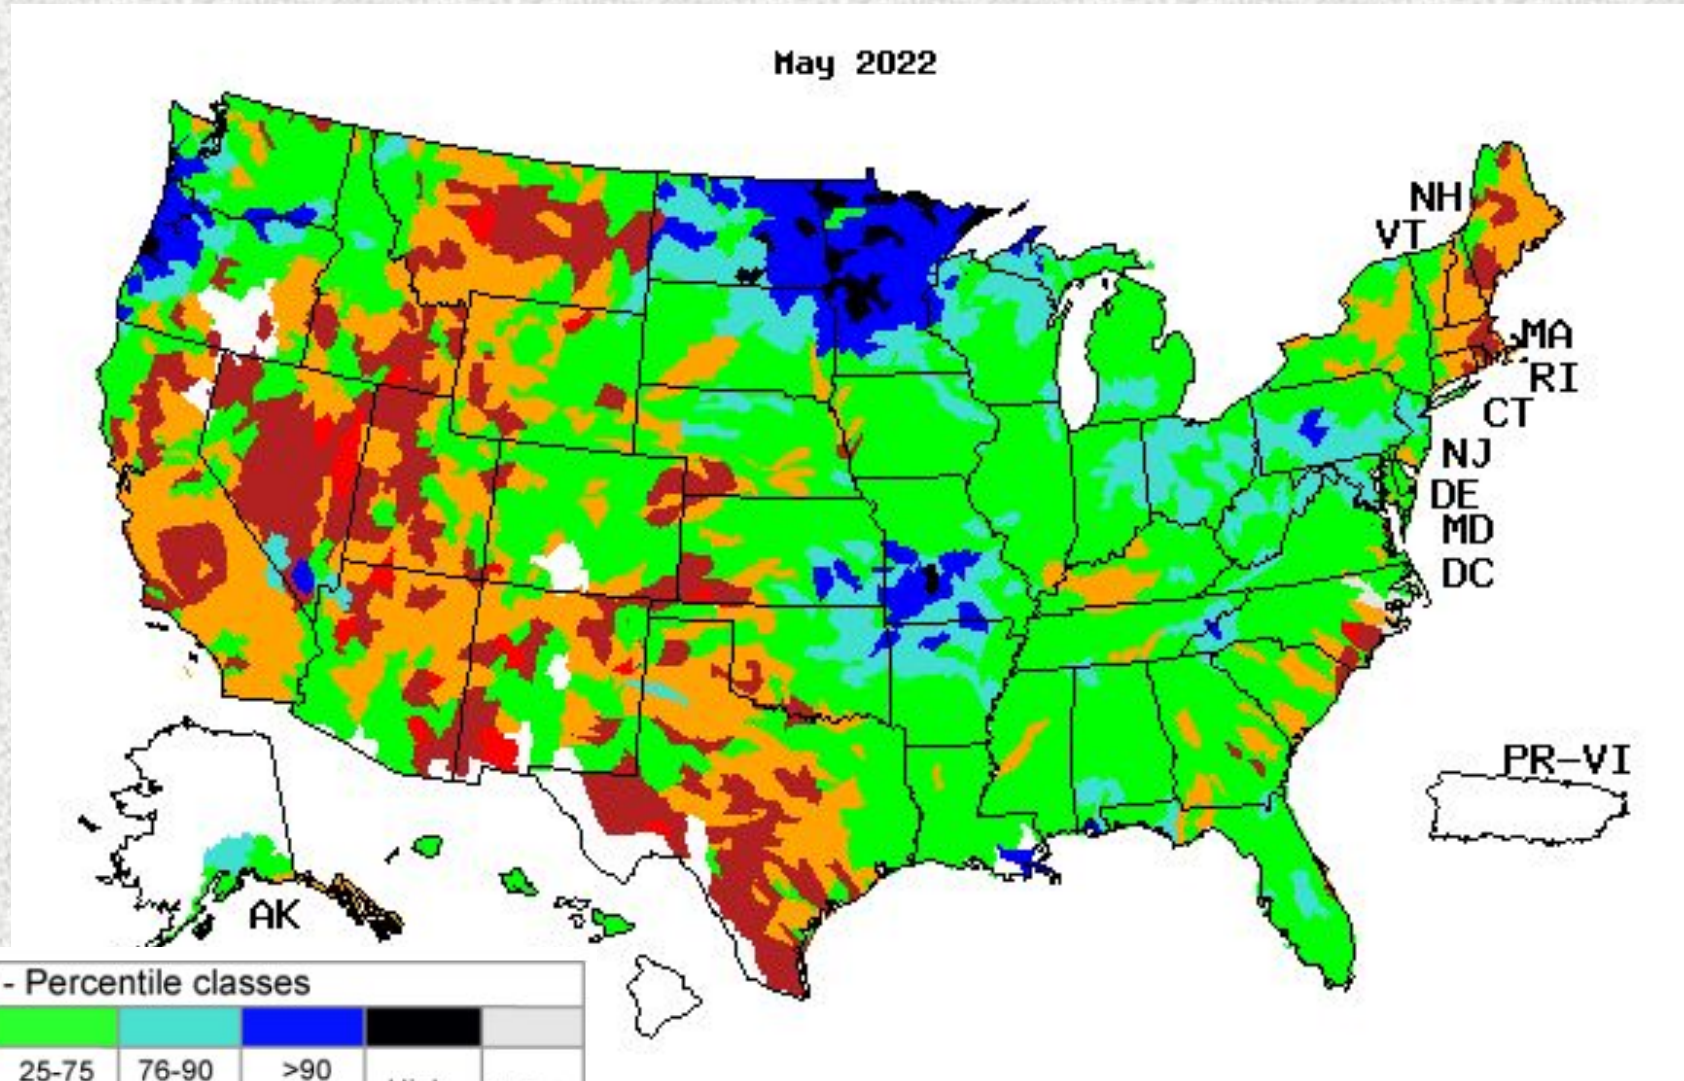 May 2022
NH
VT
MA
RI
CT
NJ
DE
MD
DC
PR-VI
AK
- Percentile classes
25-75 76-90 >90